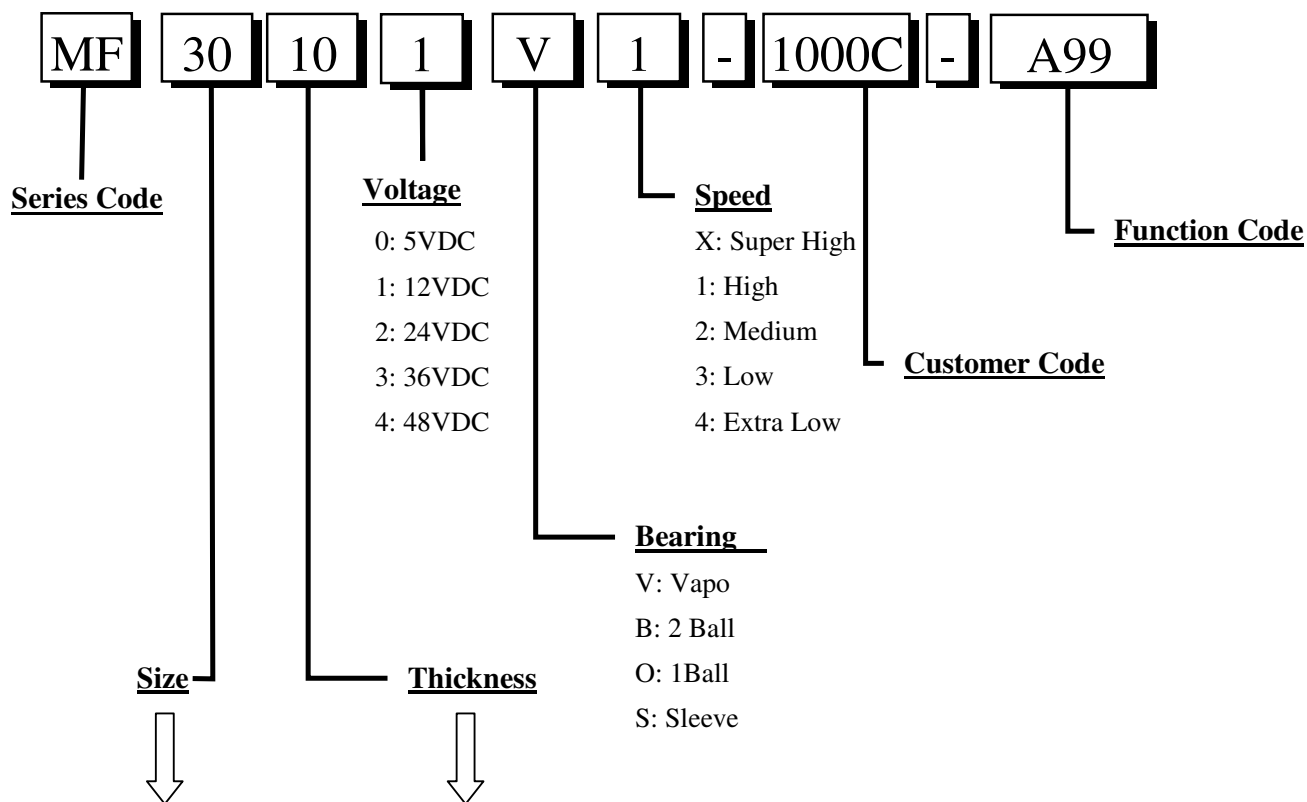 MF 30 10 1 V 1 - 1000C - A99
Series Code
Voltage
0: 5VDC
1: 12VDC
2: 24VDC
3: 36VDC
4: 48VDC
Speed
X: Super High
1: High
2: Medium
3: Low
4: Extra Low
Function Code
Customer Code
Bearing
V: Vapo
B: 2 Ball
O: 1Ball
S: Sleeve
Size
Thickness